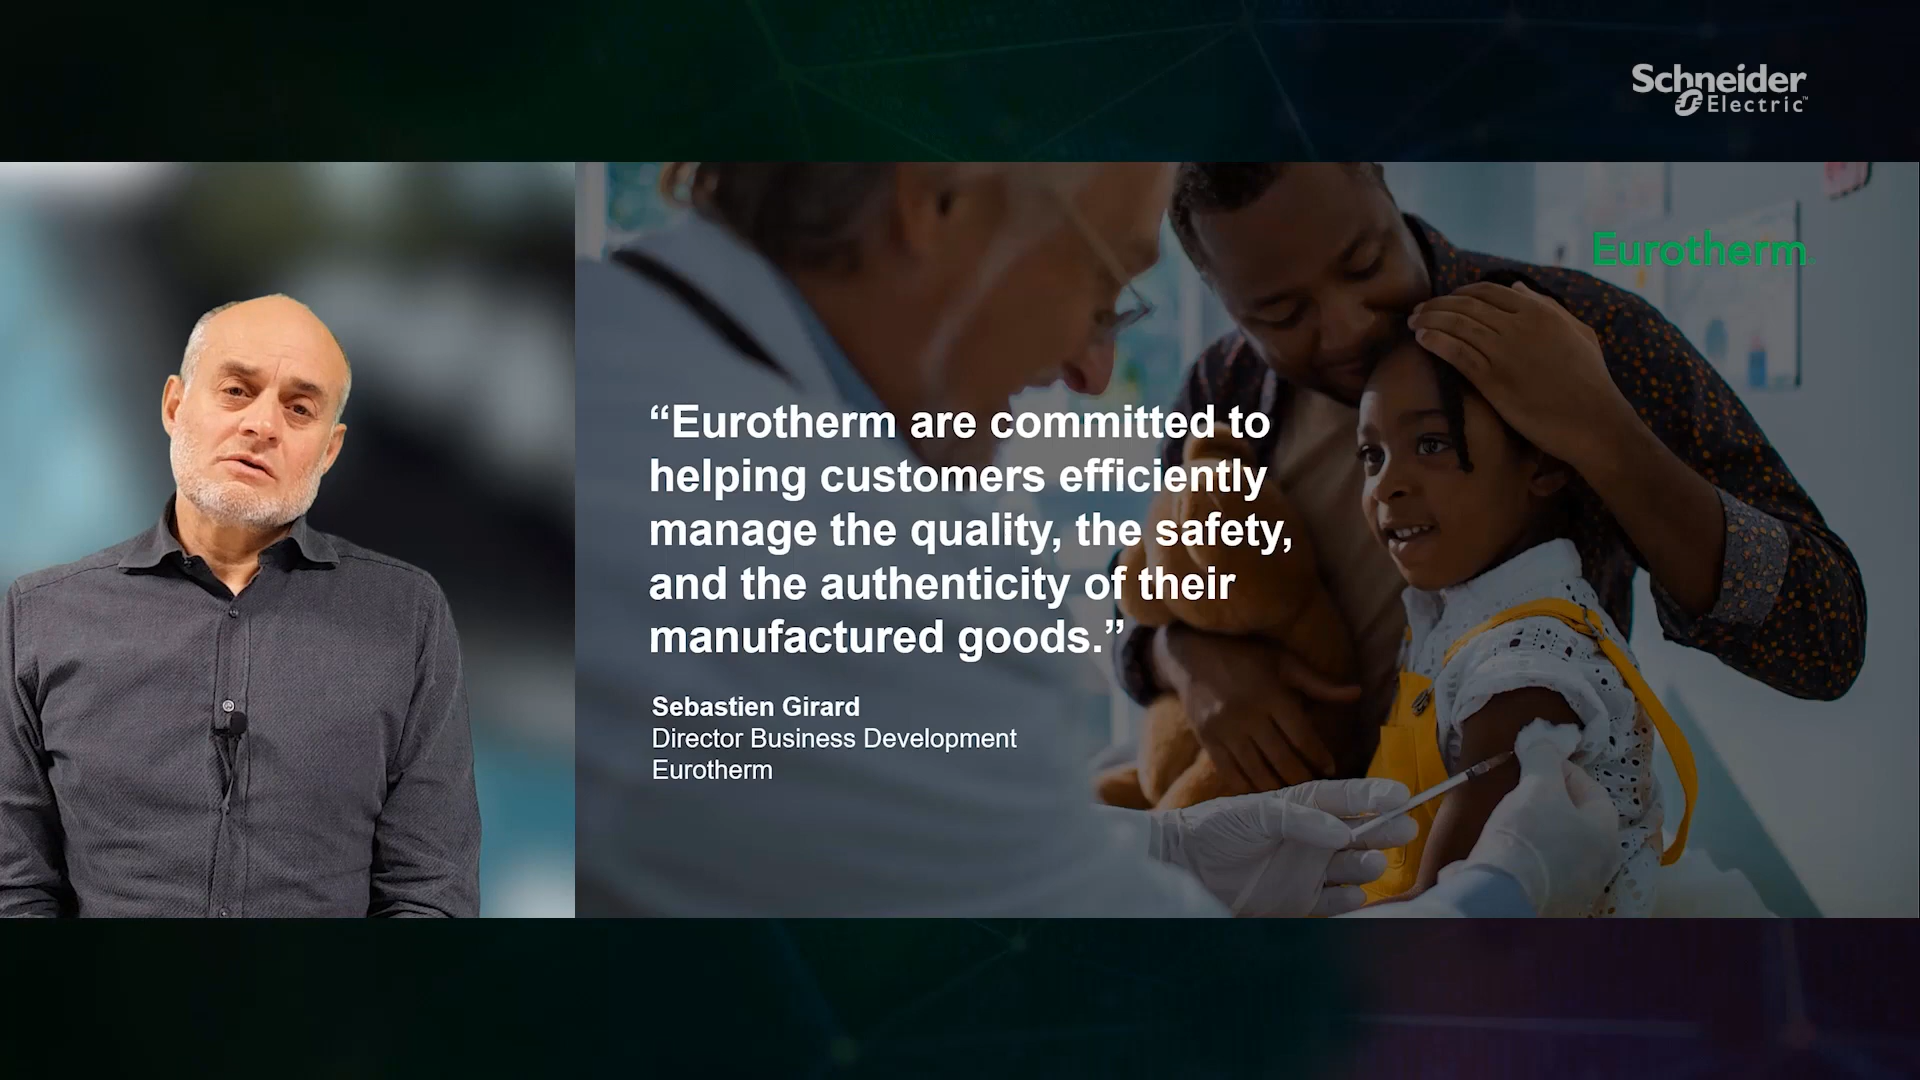 Schneider
Electric™
Eurotherm
“Eurotherm are committed to
helping customers efficiently
manage the quality, the safety,
and the authenticity of their
manufactured goods.”
Sebastien Girard
Director Business Development
Eurotherm